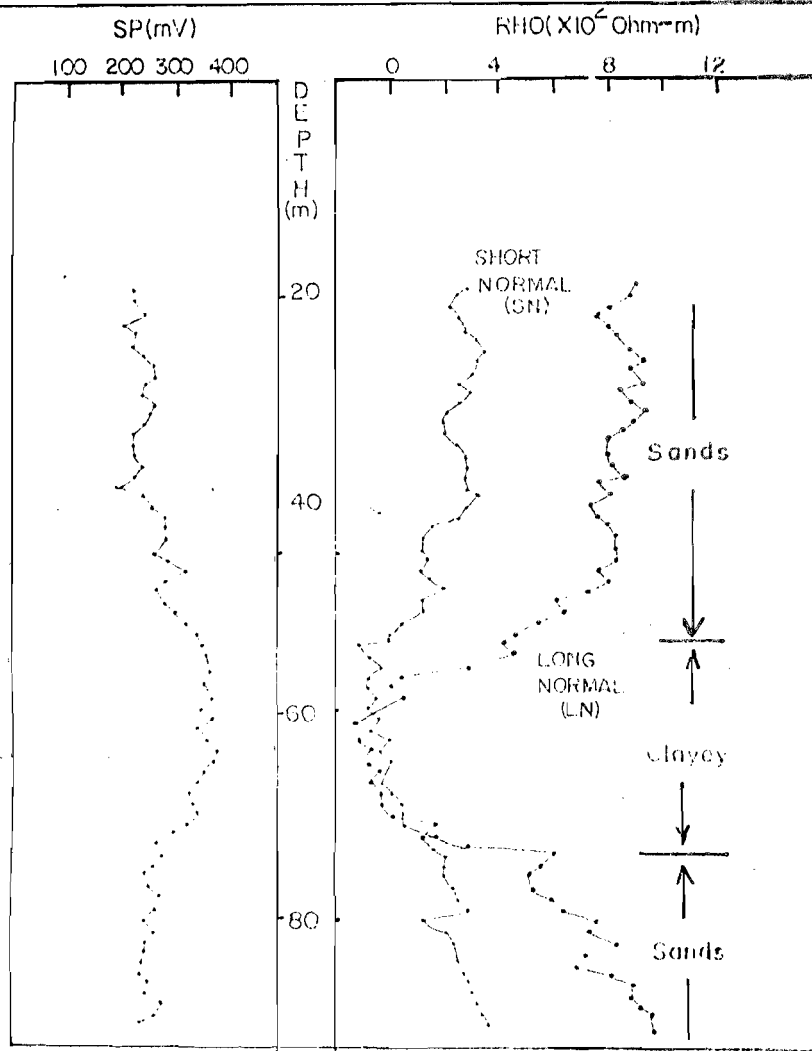 SP(mV)
RHO(X10² Ohm-m)
100 200 300 400
0 4 8 12
DEPTH
(m)
20
40
60
80
SHORT
NORMAL
(SN)
Sands
LONG
NORMAL
(LN)
Clayey
Sands